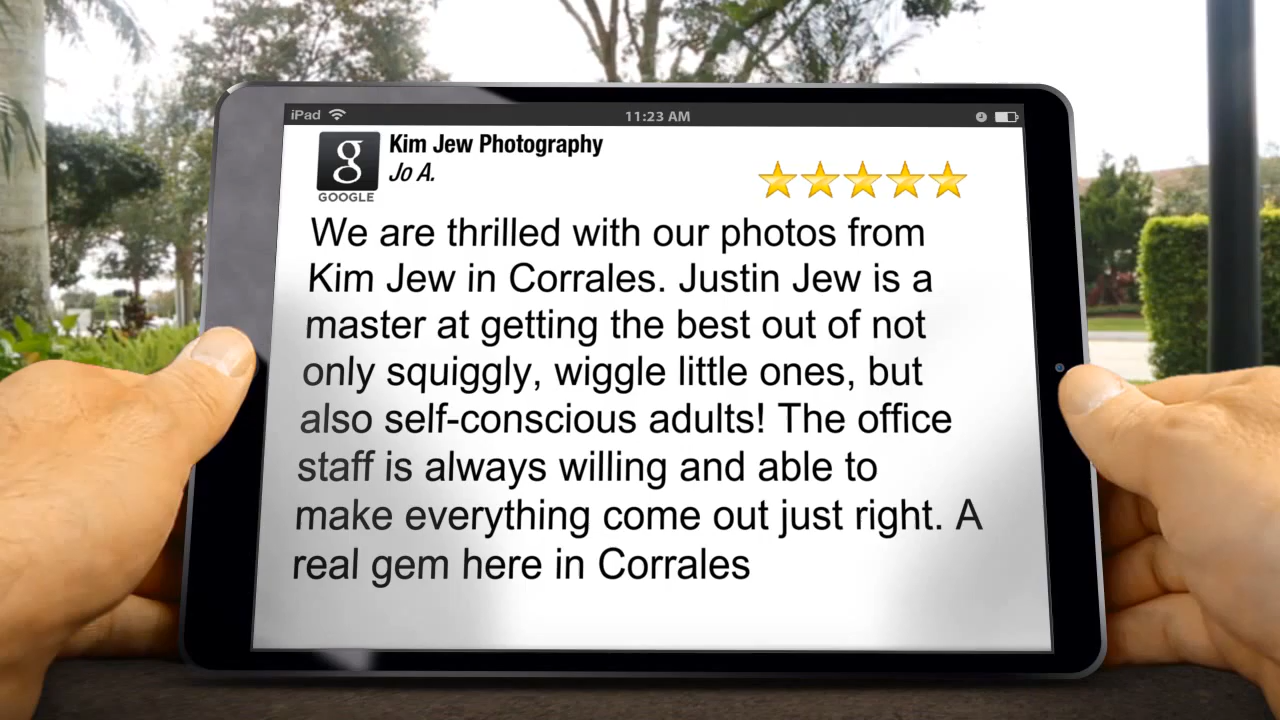 iPad 11:23 AM
g Kim Jew Photography
GOOGLE Jo A.
We are thrilled with our photos from
Kim Jew in Corrales. Justin Jew is a
master at getting the best out of not
only squiggly, wiggle little ones, but
also self-conscious adults! The office
staff is always willing and able to
make everything come out just right. A
real gem here in Corrales